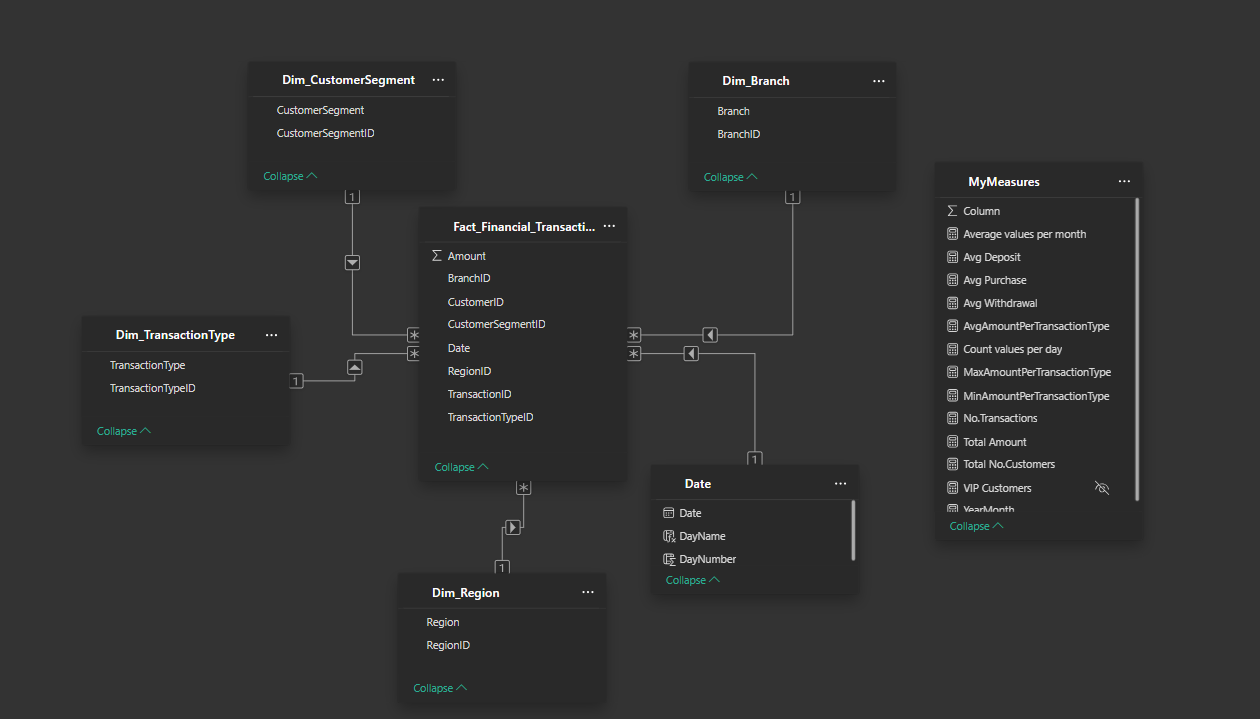 Dim_CustomerSegment ...
CustomerSegment
CustomerSegmentID
Collapse
1
Dim_Branch ...
Branch
BranchID
Collapse
1
MyMeasures ...
Column
Average values per month
Avg Deposit
Avg Purchase
Avg Withdrawal
AvgAmountPerTransactionType
Count values per day
MaxAmountPerTransactionType
MinAmountPerTransactionType
No.Transactions
Total Amount
Total No.Customers
VIP Customers
YearMonth
Collapse
Fact_Financial_Transacti... ...
Σ Amount
BranchID
CustomerID
CustomerSegmentID
Date
RegionID
TransactionID
TransactionTypeID
Collapse
*
*
*
*
*
Dim_TransactionType ...
TransactionType
TransactionTypeID
Collapse
1
Date ...
Date
DayName
DayNumber
Collapse
1
Dim_Region ...
Region
RegionID
Collapse
1